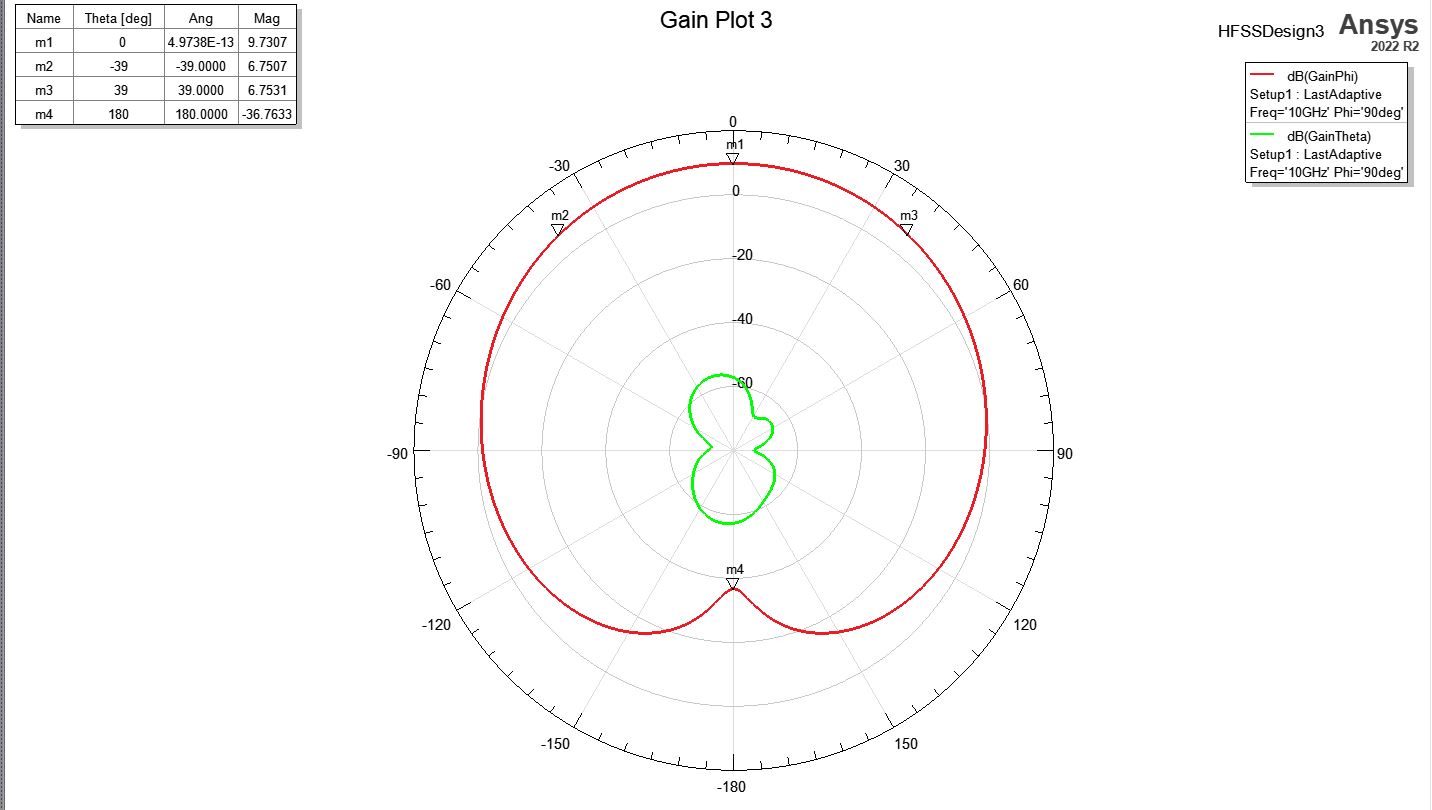 Name Theta [deg] Ang Mag
m1 0 4.9738E-13 9.7307
m2 -39 -39.0000 6.7507
m3 39 39.0000 6.7531
m4 180 180.0000 -36.7633
Gain Plot 3
HFSSDesign3
Ansys
2022 R2
dB(GainPhi)
Setup1 : LastAdaptive
Freq='10GHz' Phi='90deg'
dB(GainTheta)
Setup1 : LastAdaptive
Freq='10GHz' Phi='90deg'
0
m1
-30
30
0
m2
m3
-20
-60
60
-40
-60
-90
90
m4
-120
120
-150
150
-180